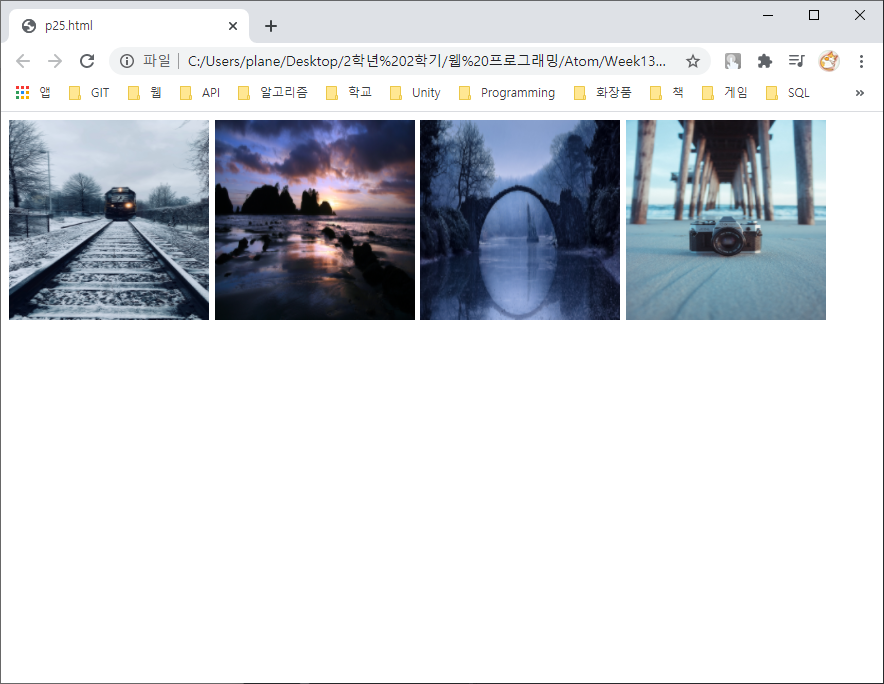 p25.html
파일 C:/Users/plane/Desktop/2학년%202학기/웹%20프로그래밍/Atom/Week13...
앱 GIT 웹 API 알고리즘 학교 Unity Programming 화장품 책 게임 SQL »